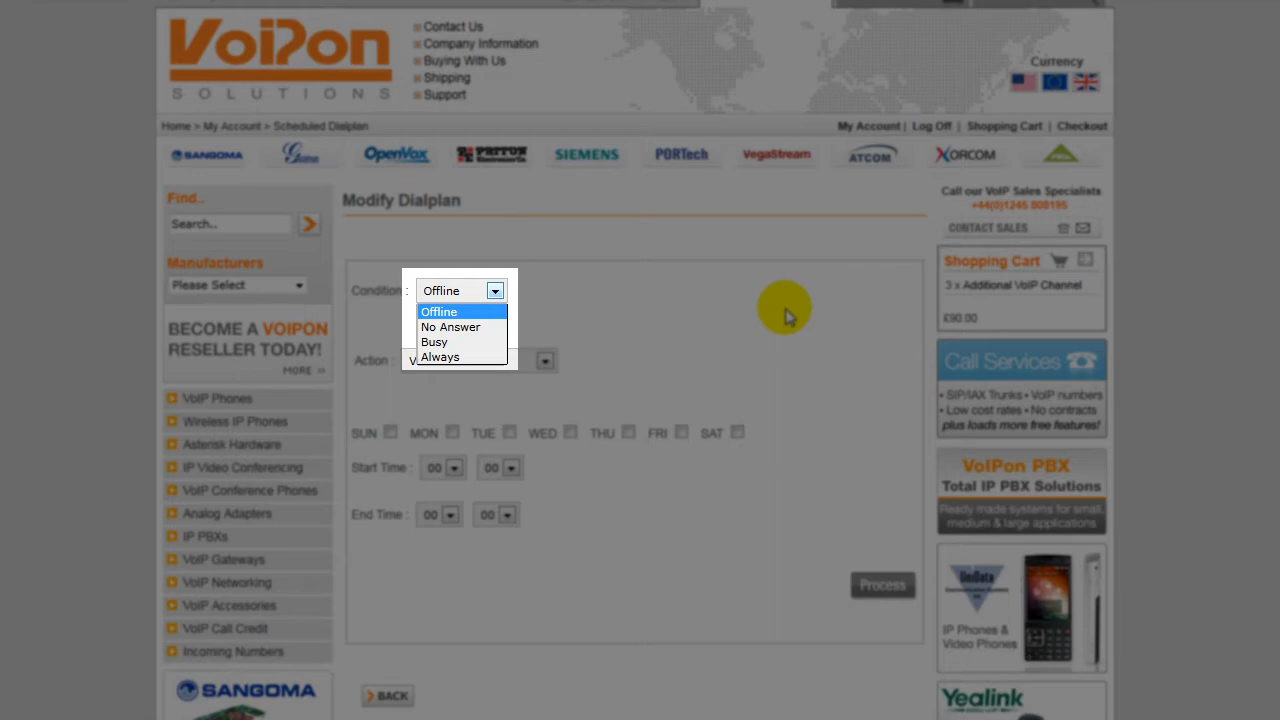 VoiPon
SOLUTIONS
Contact Us
Company Information
Buying With Us
Shipping
Support
Currency
Home > My Account > Scheduled Dialplan
My Account | Log Off | Shopping Cart | Checkout
SANGOMA
OpenVox
PATTON
SIEMENS
PORTech
VegaStream
ATCOM
XORCOM
Find..
Search..
Manufacturers
Please Select
BECOME A VOIPON
RESELLER TODAY!
MORE »
VoIP Phones
Wireless IP Phones
Asterisk Hardware
IP Video Conferencing
VoIP Conference Phones
Analog Adapters
IP PBXs
VoIP Gateways
VoIP Networking
VoIP Accessories
VoIP Call Credit
Incoming Numbers
SANGOMA
Modify Dialplan
Condition : Offline
Offline
No Answer
Busy
Always
Action : V
SUN MON TUE WED THU FRI SAT
Start Time : 00 00
End Time : 00 00
Process
BACK
Call our VoIP Sales Specialists
+44(0)1245 808195
CONTACT SALES
Shopping Cart
3 x Additional VoIP Channel
£90.00
Call Services
• SIP/IAX Trunks • VoIP numbers
• Low cost rates • No contracts
plus loads more free features!
VoIPon PBX
Total IP PBX Solutions
Ready made systems for small,
medium & large applications
UniData
IP Phones &
Video Phones
Yealink